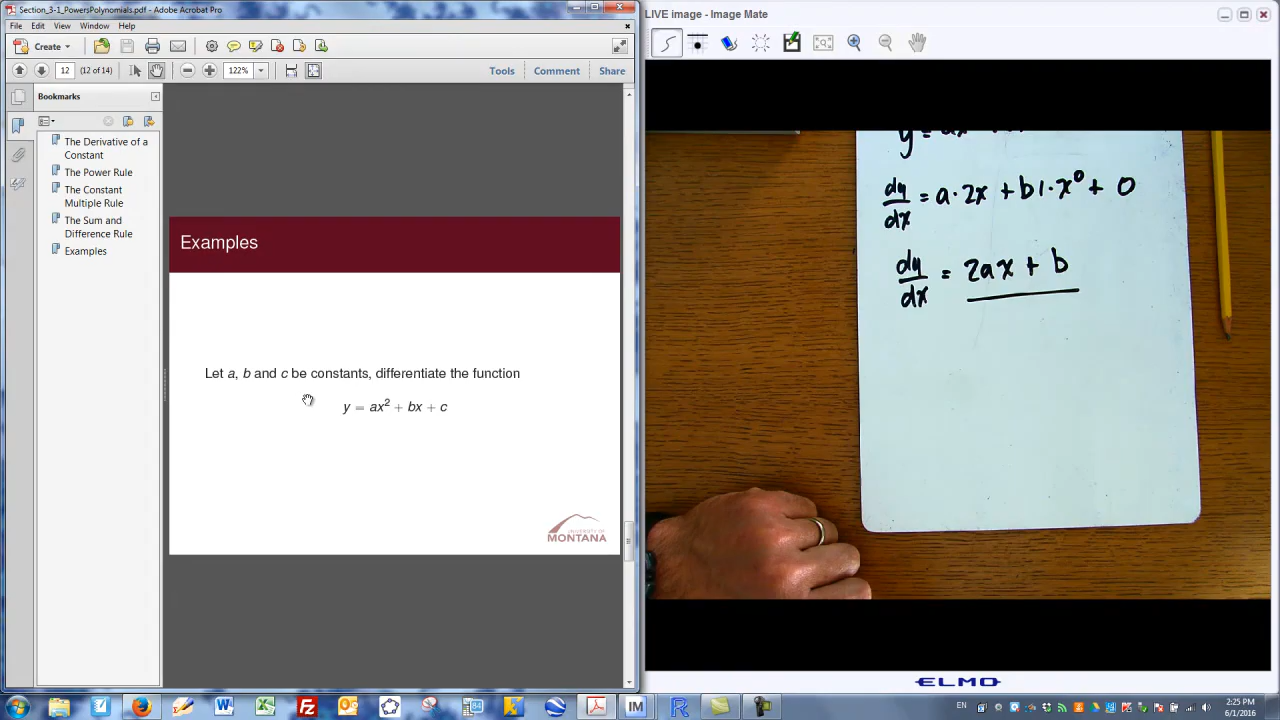 Section_3-1_PowersPolynomials.pdf - Adobe Acrobat Pro
File Edit View Window Help
Create
12 (12 of 14) 122% Tools Comment Share
Bookmarks
The Derivative of a
Constant
The Power Rule
The Constant
Multiple Rule
The Sum and
Difference Rule
Examples
Examples
Let a, b and c be constants, differentiate the function
y = ax² + bx + c
UNIVERSITY OF
MONTANA
LIVE image - Image Mate
dy/dx = a·2x + b1·x⁰ + 0
dy/dx = 2ax + b
ELMO
IM
EN
2:25 PM
6/1/2016